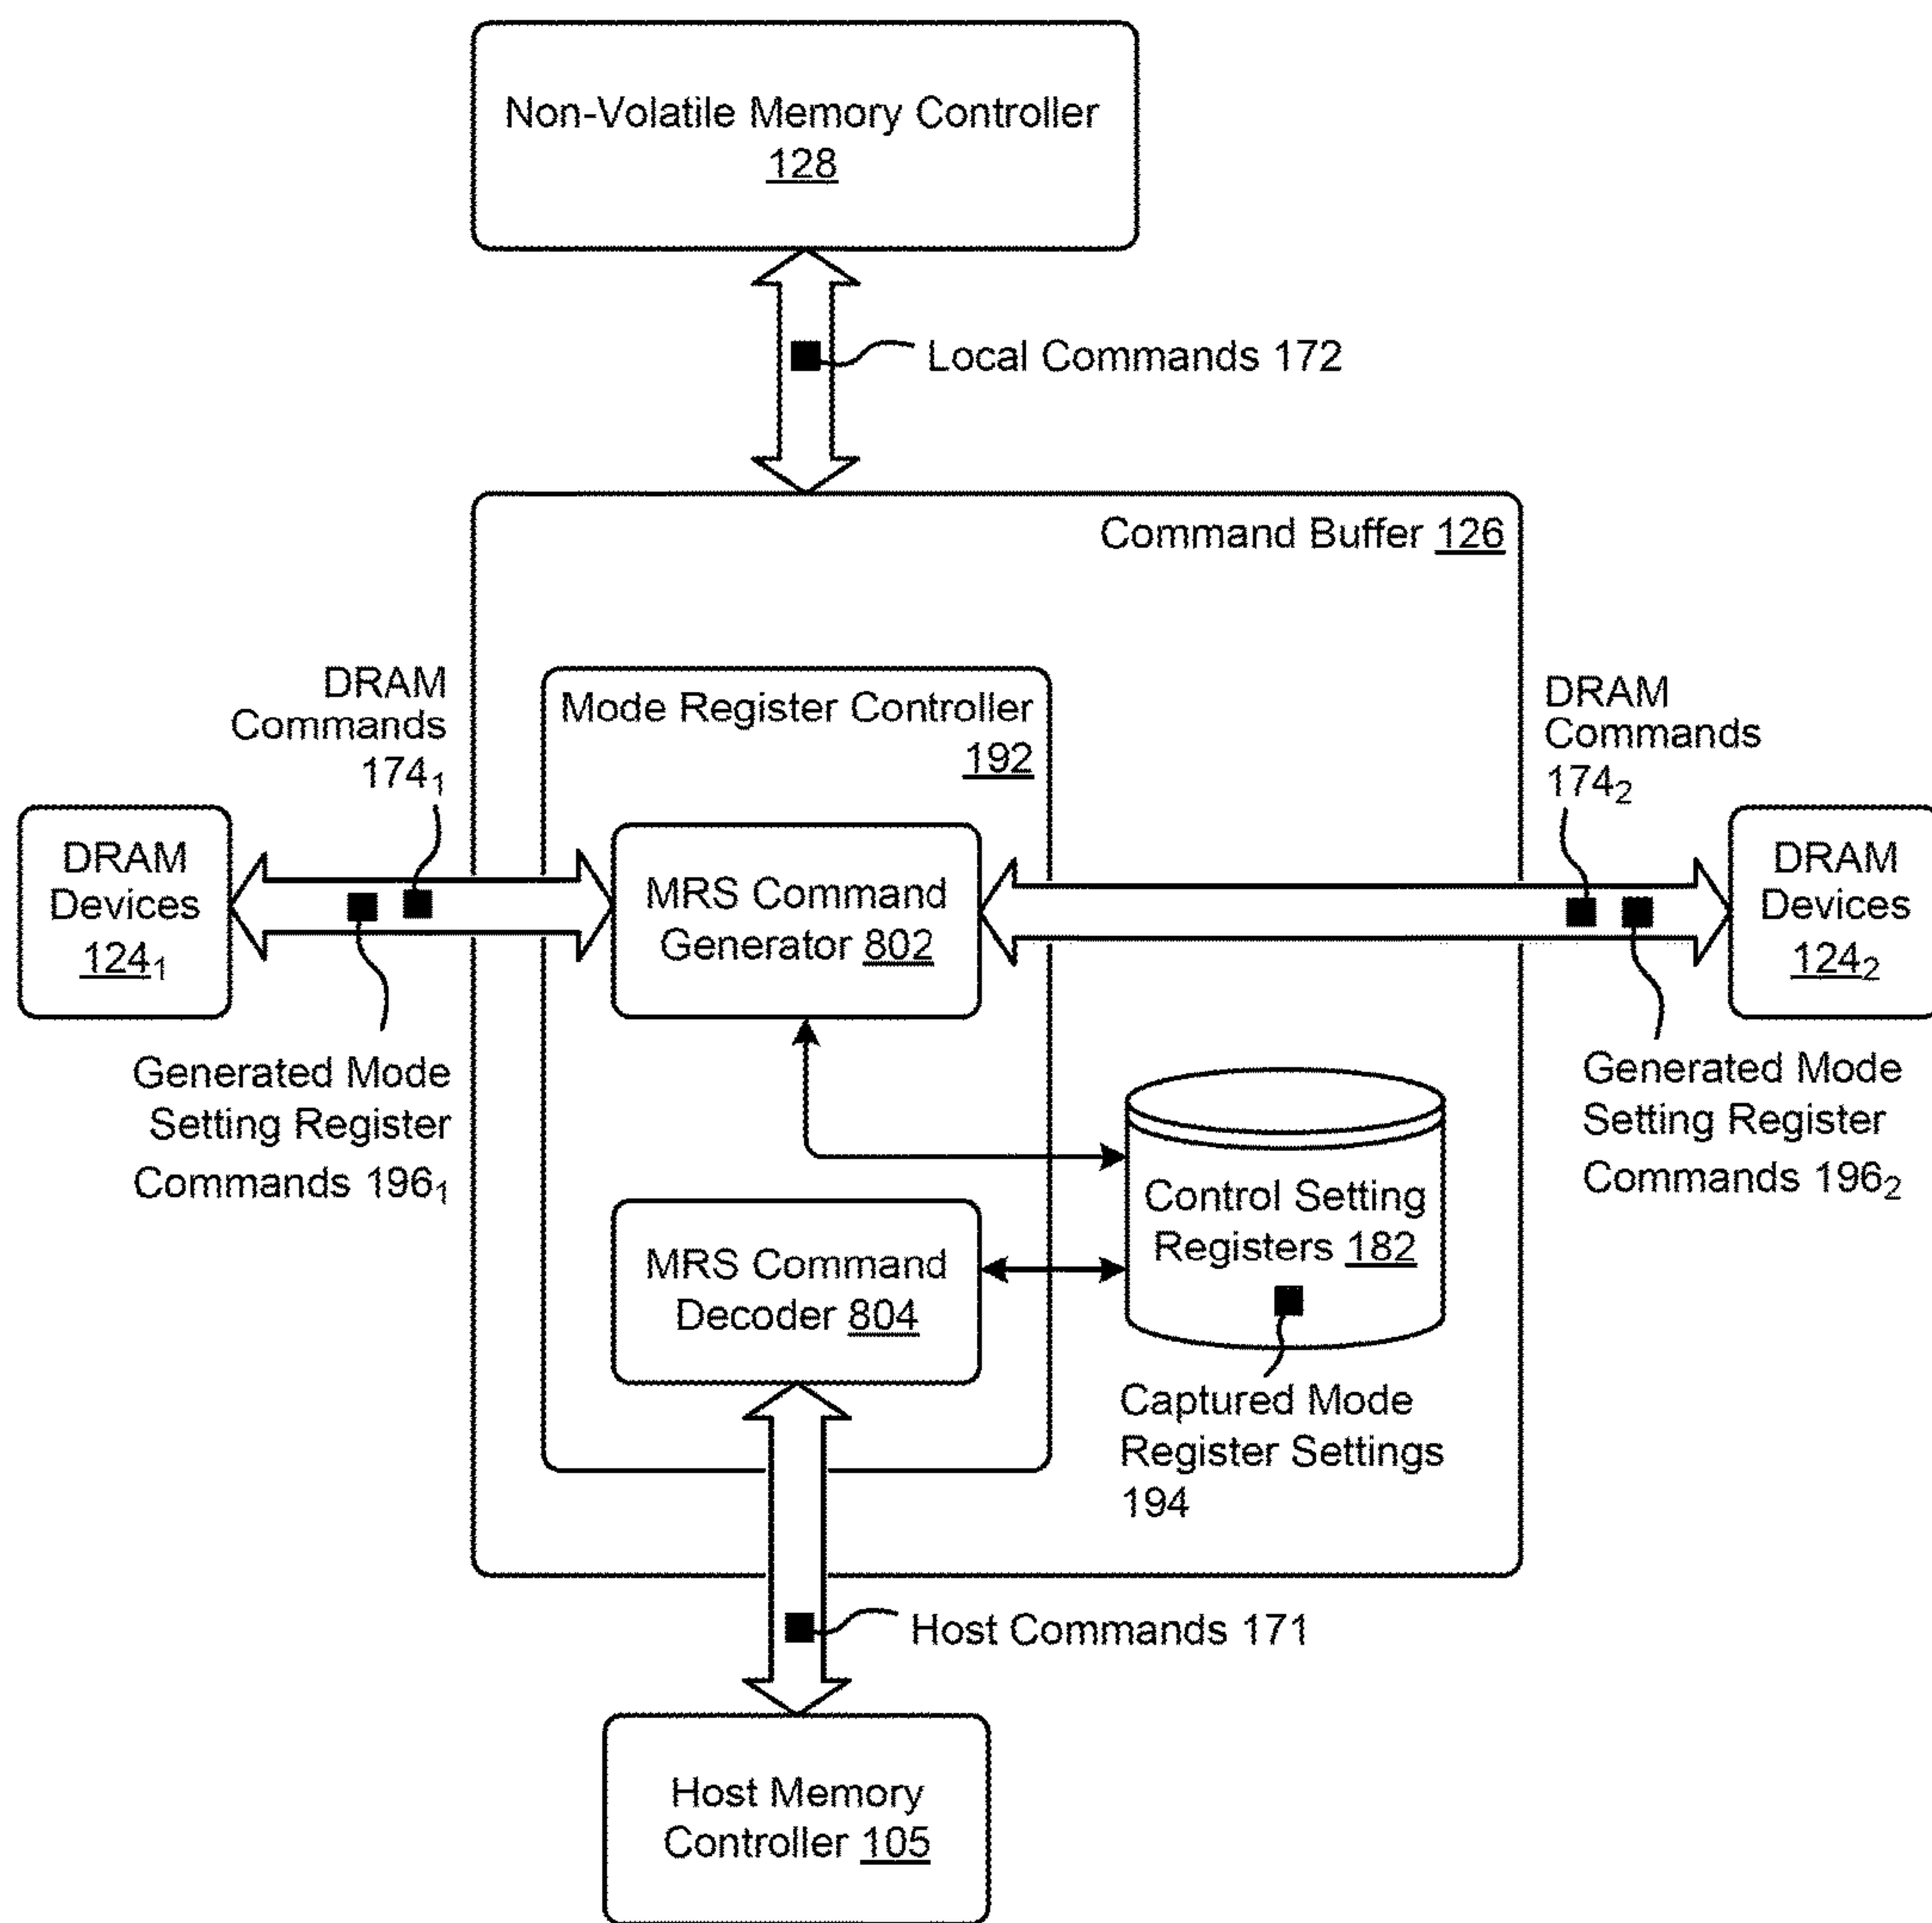 Non-Volatile Memory Controller
128
Local Commands 172
Command Buffer 126
DRAM
Commands
174₁
Mode Register Controller
192
DRAM
Commands
174₂
DRAM
Devices
124₁
MRS Command
Generator 802
DRAM
Devices
124₂
Generated Mode
Setting Register
Commands 196₁
Generated Mode
Setting Register
Commands 196₂
Control Setting
Registers 182
MRS Command
Decoder 804
Captured Mode
Register Settings
194
Host Commands 171
Host Memory
Controller 105